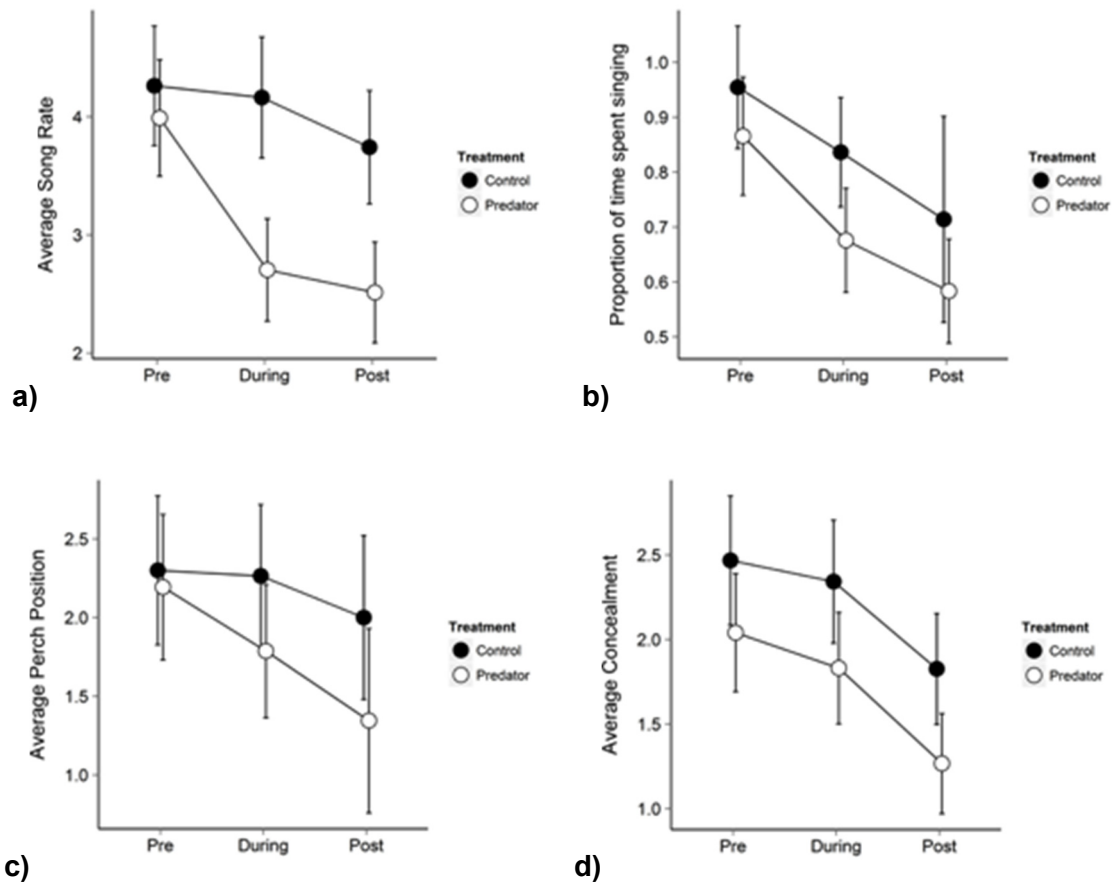 Average Song Rate
4
3
2
Pre During Post
Treatment
Control
Predator
a)
Proportion of time spent singing
1.0
0.9
0.8
0.7
0.6
0.5
Pre During Post
Treatment
Control
Predator
b)
Average Perch Position
2.5
2.0
1.5
1.0
Pre During Post
Treatment
Control
Predator
c)
Average Concealment
2.5
2.0
1.5
1.0
Pre During Post
Treatment
Control
Predator
d)